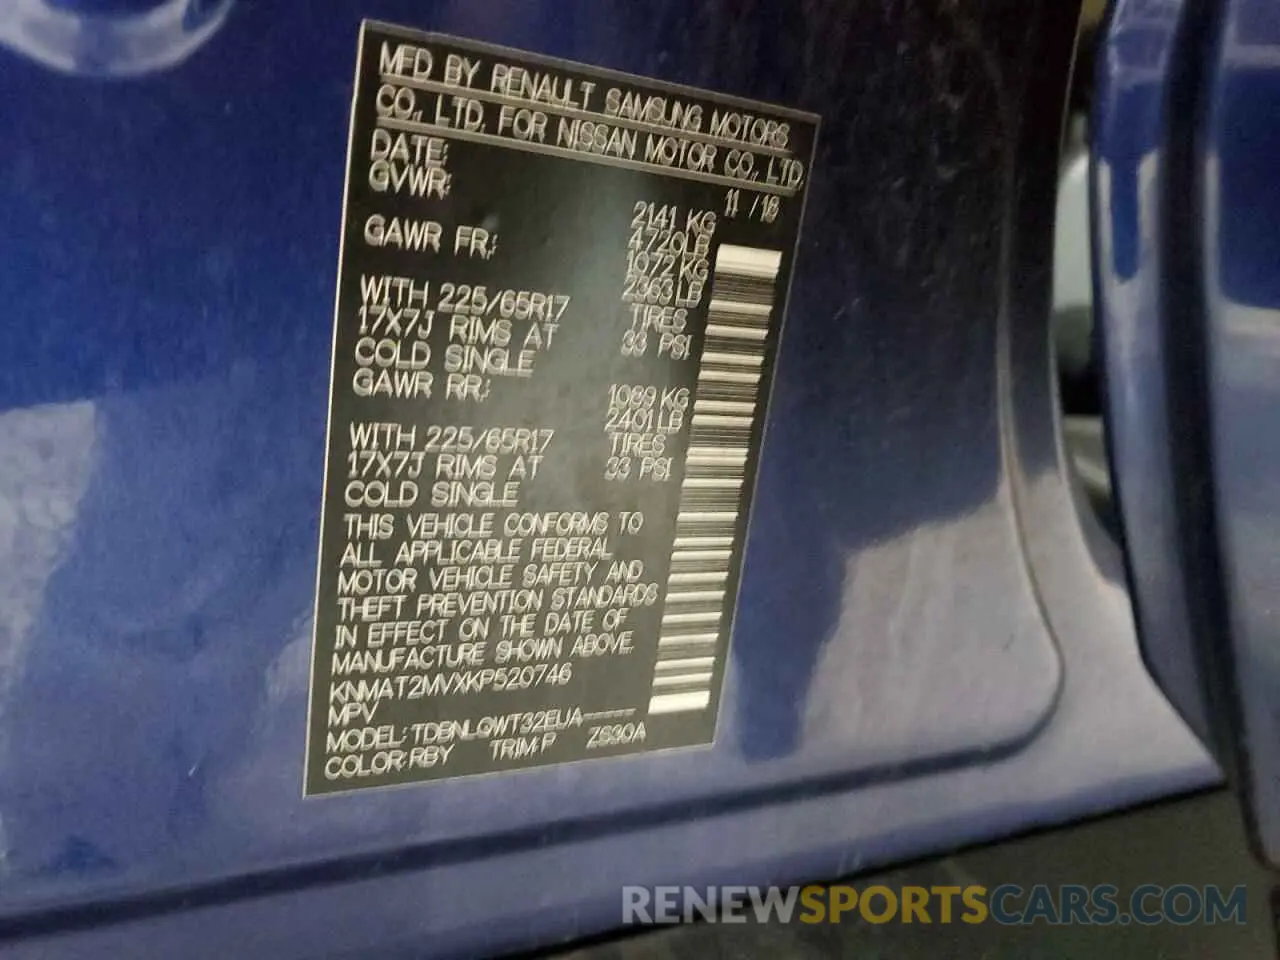 MFD BY RENAULT SAMSUNG MOTORS
CO., LTD. FOR NISSAN MOTOR CO., LTD.
DATE: 11 / 18
GVWR: 2141 KG
4720LB
GAWR FR.: 1072 KG
2363 LB
WITH 225/65R17 TIRES
17X7J RIMS AT 33 PSI
COLD SINGLE
GAWR RR.: 1089 KG
2401 LB
WITH 225/65R17 TIRES
17X7J RIMS AT 33 PSI
COLD SINGLE
THIS VEHICLE CONFORMS TO
ALL APPLICABLE FEDERAL
MOTOR VEHICLE SAFETY AND
THEFT PREVENTION STANDARDS
IN EFFECT ON THE DATE OF
MANUFACTURE SHOWN ABOVE.
KNMAT2MVXKP520746
MPV
MODEL: TDBNLQWT32EUA-----
COLOR: RBY TRIM: P ZS30A
RENEWSPORTSCARS.COM